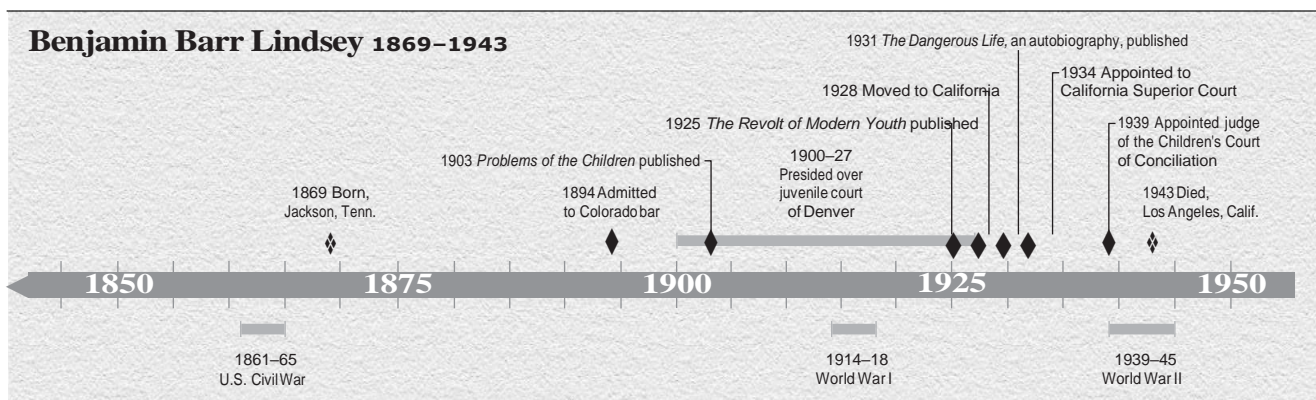 Benjamin Barr Lindsey 1869–1943
1931 The Dangerous Life, an autobiography, published
1934 Appointed to
California Superior Court
1928 Moved to California
1925 The Revolt of Modern Youth published
1939 Appointed judge
of the Children's Court
of Conciliation
1903 Problems of the Children published
1900–27
Presided over
juvenile court
of Denver
1869 Born,
Jackson, Tenn.
1894 Admitted
to Colorado bar
1943 Died,
Los Angeles, Calif.
1850 1875 1900 1925 1950
1861–65
U.S. Civil War
1914–18
World War I
1939–45
World War II